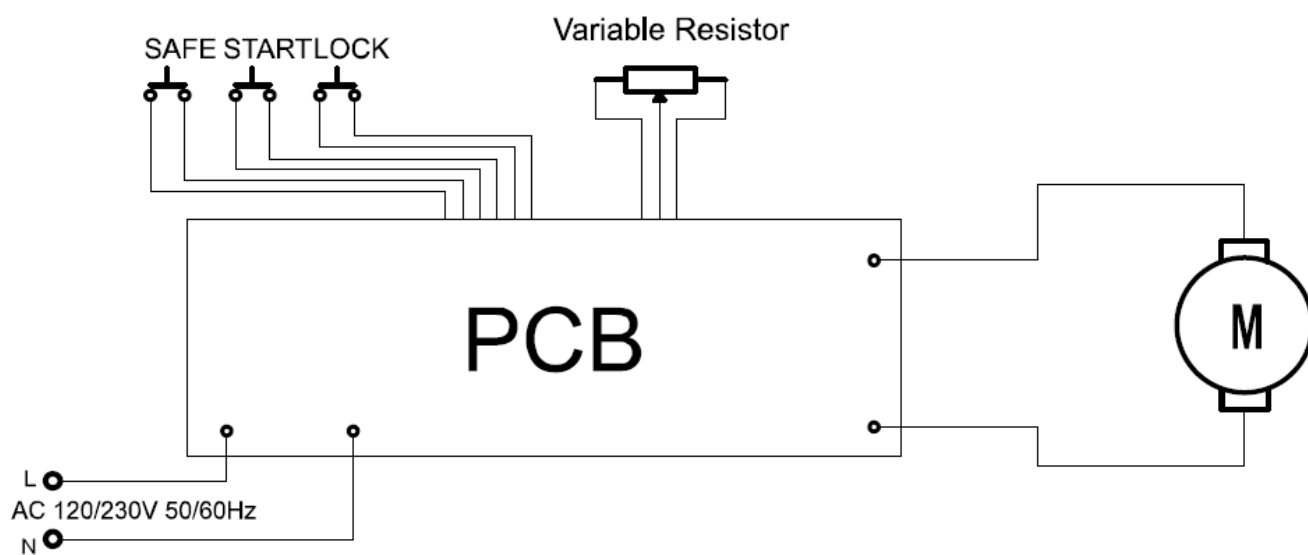 Variable Resistor
SAFE STARTLOCK
PCB
M
L
AC 120/230V 50/60Hz
N